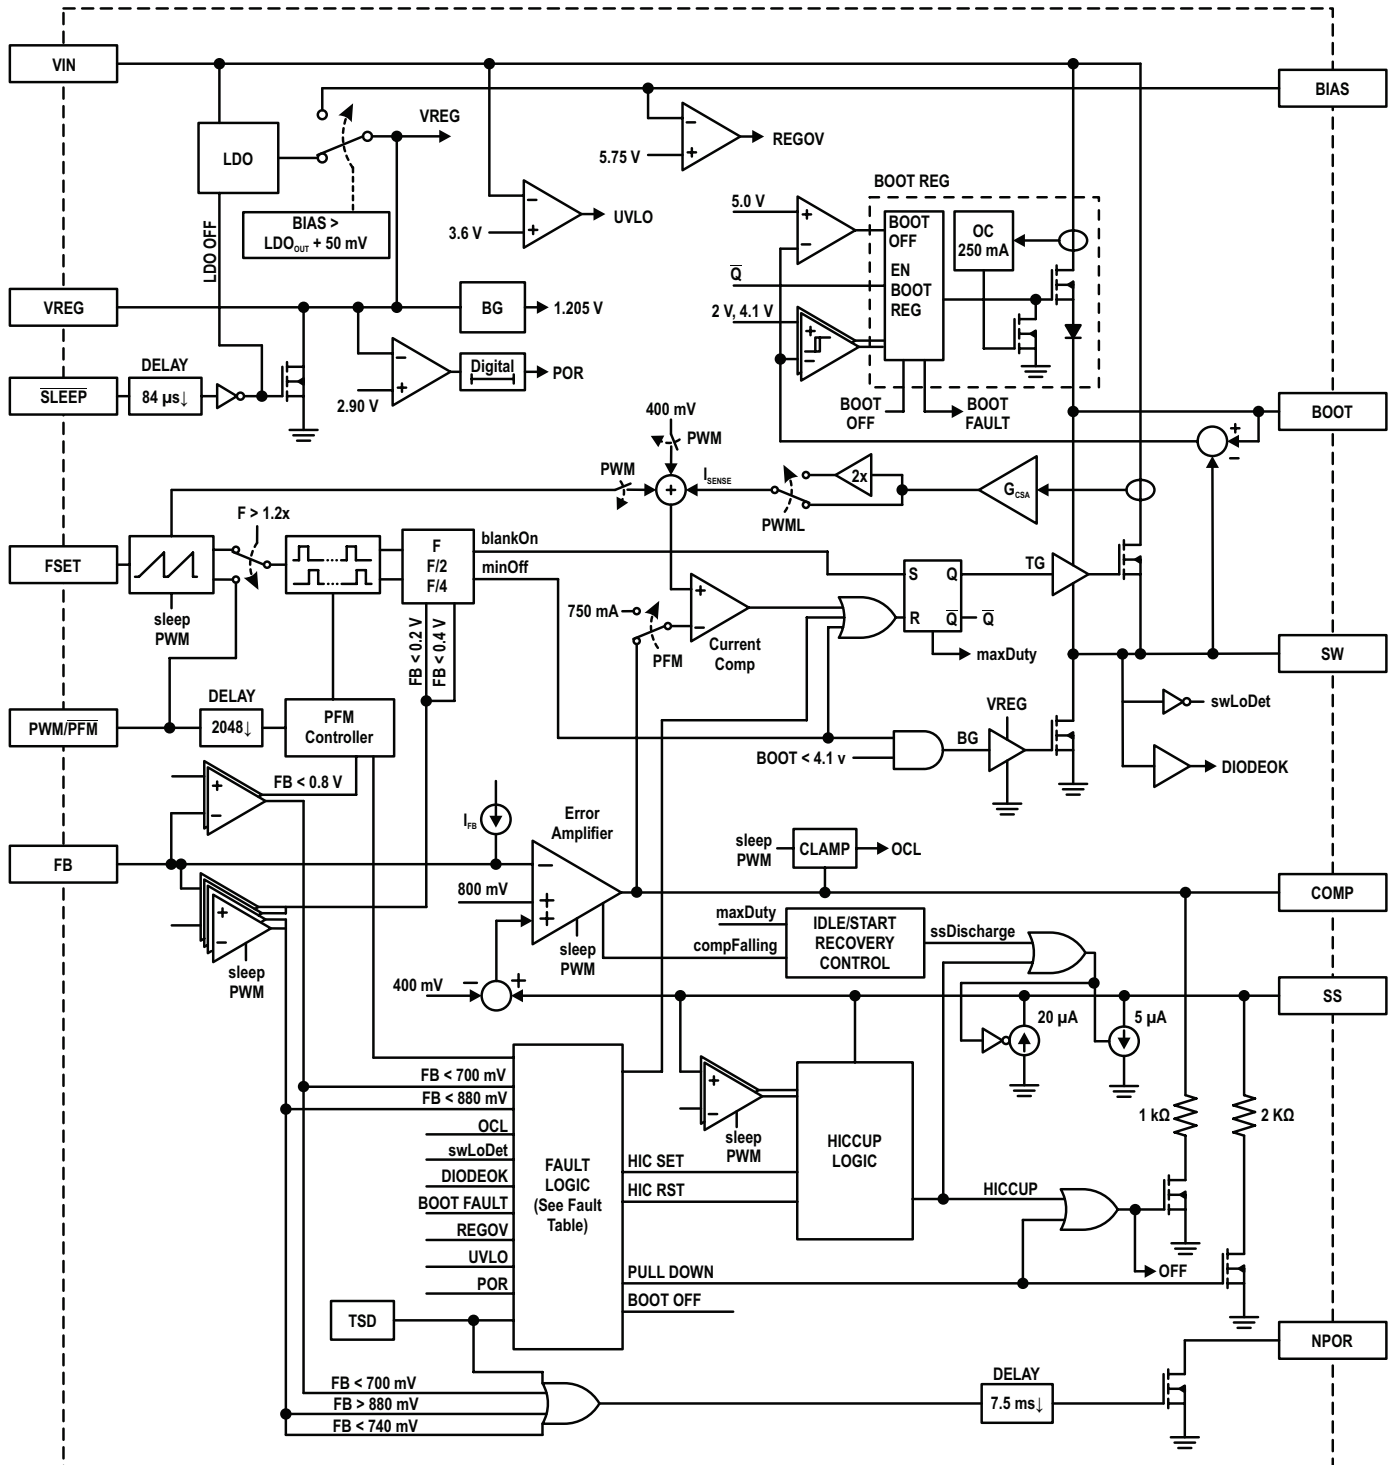 VIN
BIAS
VREG
LDO
5.75 V
−
+
REGOV
BOOT REG
BIAS >
LDOOUT + 50 mV
LDO OFF
−
+
3.6 V
UVLO
5.0 V
+
−
BOOT
OFF
EN
BOOT
REG
OC
250 mA
Q̅
2 V, 4.1 V
+
−
VREG
BG
1.205 V
DELAY
SLEEP
84 µs↓
−
+
2.90 V
Digital
POR
BOOT
OFF
BOOT
FAULT
BOOT
400 mV
PWM
+
−
PWM
+
ISENSE
2x
GCSA
PWML
F > 1.2x
FSET
sleep
PWM
F
F/2
F/4
blankOn
minOff
FB < 0.2 V
FB < 0.4 V
750 mA
PFM
+
−
Current
Comp
S
Q
R
Q̅
Q̅
maxDuty
TG
SW
swLoDet
DIODEOK
DELAY
PWM/PFM
2048↓
PFM
Controller
FB < 0.8 V
+
−
VREG
BG
BOOT < 4.1 v
IFB
Error
Amplifier
FB
−
+
+
800 mV
sleep
PWM
CLAMP
OCL
COMP
+
−
sleep
PWM
sleep
PWM
maxDuty
compFalling
IDLE/START
RECOVERY
CONTROL
ssDischarge
400 mV
−
+
SS
20 µA
5 µA
FB < 700 mV
FB < 880 mV
OCL
swLoDet
DIODEOK
BOOT FAULT
REGOV
UVLO
POR
TSD
FAULT
LOGIC
(See Fault
Table)
+
−
sleep
PWM
HIC SET
HIC RST
HICCUP
LOGIC
HICCUP
1 kΩ
2 KΩ
OFF
PULL DOWN
BOOT OFF
NPOR
FB < 700 mV
FB > 880 mV
FB < 740 mV
DELAY
7.5 ms↓